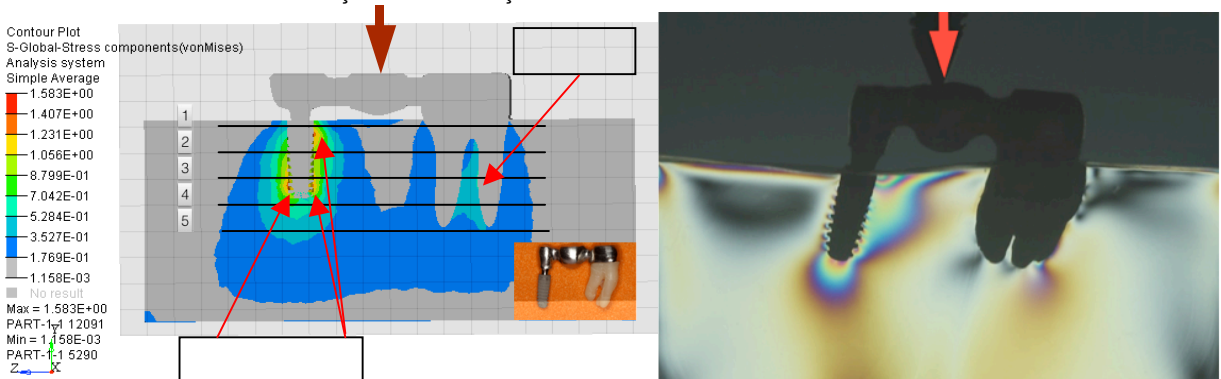 Contour Plot
S-Global-Stress components(vonMises)
Analysis system
Simple Average
1.583E+00
1.407E+00
1.231E+00
1.056E+00
8.799E-01
7.042E-01
5.284E-01
3.527E-01
1.769E-01
1.158E-03
No result
Max = 1.583E+00
PART-1-1 12091
Min = 1.158E-03
PART-1-1 5290
Y
Z X
1
2
3
4
5